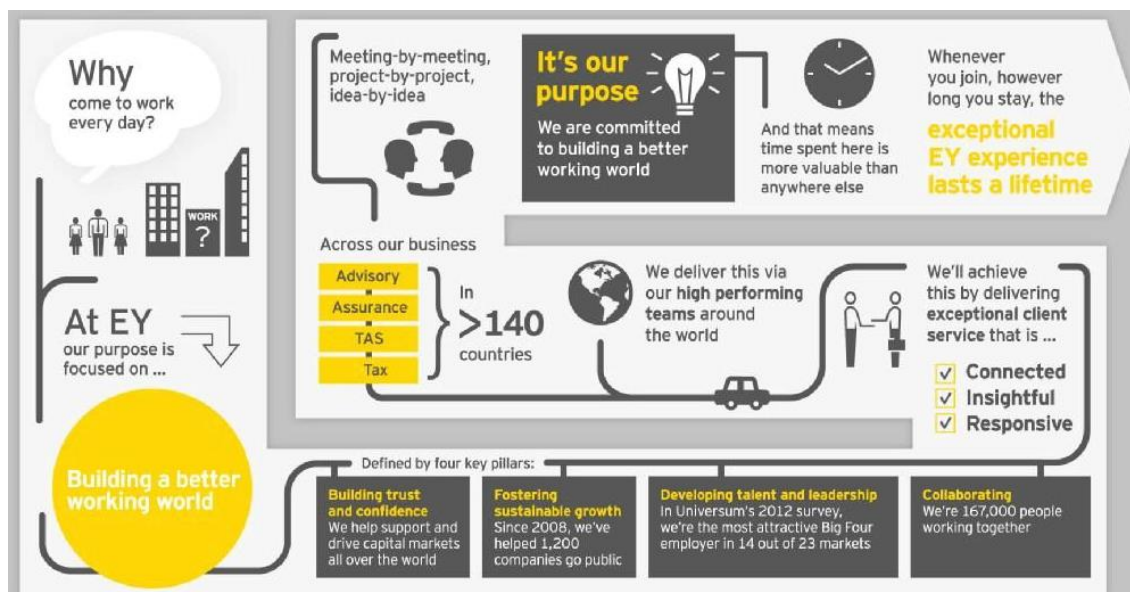 Why
come to work
every day?
WORK
?
At EY
our purpose is
focused on ...
Building a better
working world
Defined by four key pillars:
Building trust
and confidence
We help support and
drive capital markets
all over the world
Fostering
sustainable growth
Since 2008, we've
helped 1,200
companies go public
Developing talent and leadership
In Universum's 2012 survey,
we're the most attractive Big Four
employer in 14 out of 23 markets
Collaborating
We're 167,000 people
working together
We'll achieve
this by delivering
exceptional client
service that is ...
Connected
Insightful
Responsive
We deliver this via
our high performing
teams around
the world
Across our business
Advisory
Assurance
TAS
Tax
In
>140
countries
Meeting-by-meeting,
project-by-project,
idea-by-idea
It's our
purpose
We are committed
to building a better
working world
And that means
time spent here is
more valuable than
anywhere else
Whenever
you join, however
long you stay, the
exceptional
EY experience
lasts a lifetime